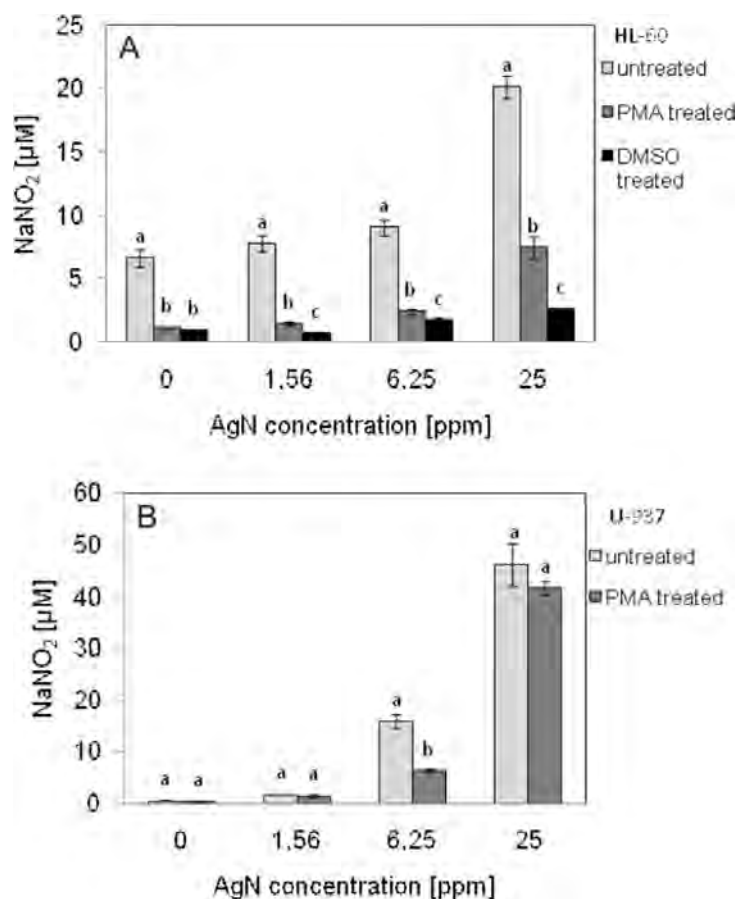 A
HL-60
untreated
PMA treated
DMSO
treated
NaNO₂ [µM]
25
20
15
10
5
0
a
b b
a
b
c
a
b
c
a
b
c
0 1,56 6,25 25
AgN concentration [ppm]
B
U-937
untreated
PMA treated
NaNO₂ [µM]
60
50
40
30
20
10
0
a a
a a
a
b
a a
0 1,56 6,25 25
AgN concentration [ppm]